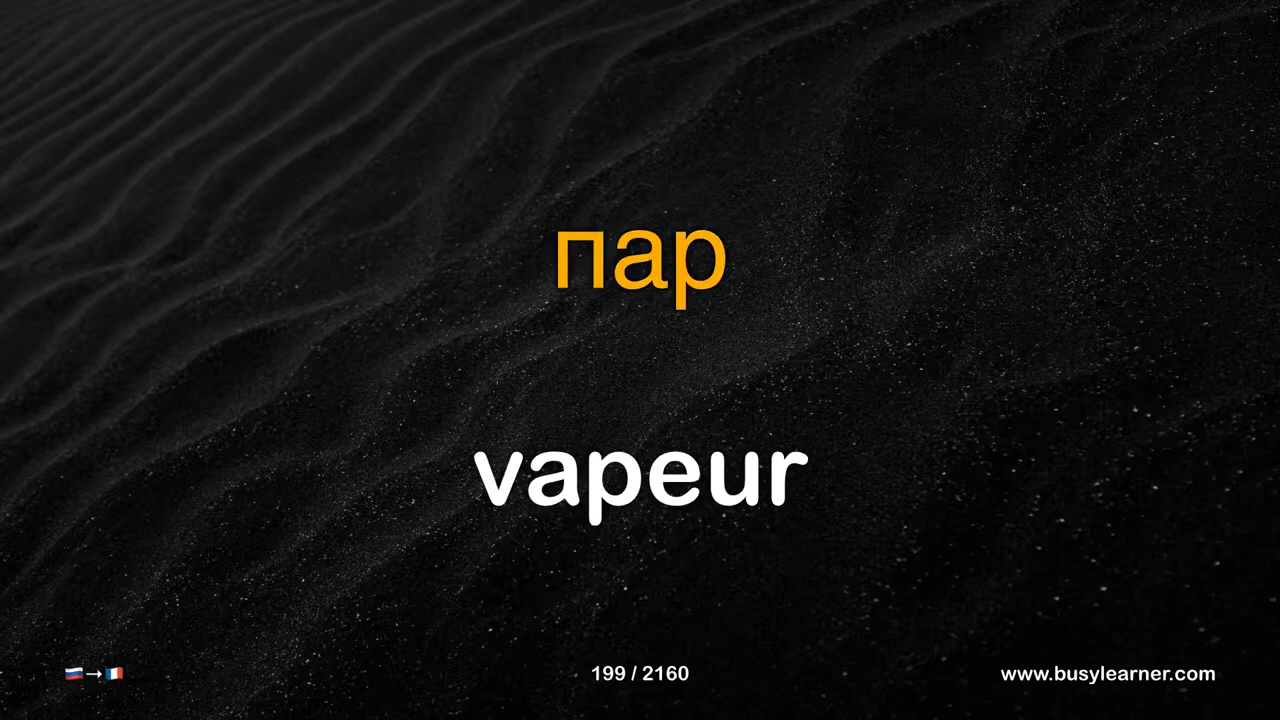 пар
vapeur
🇷🇺→🇫🇷
199 / 2160
www.busylearner.com